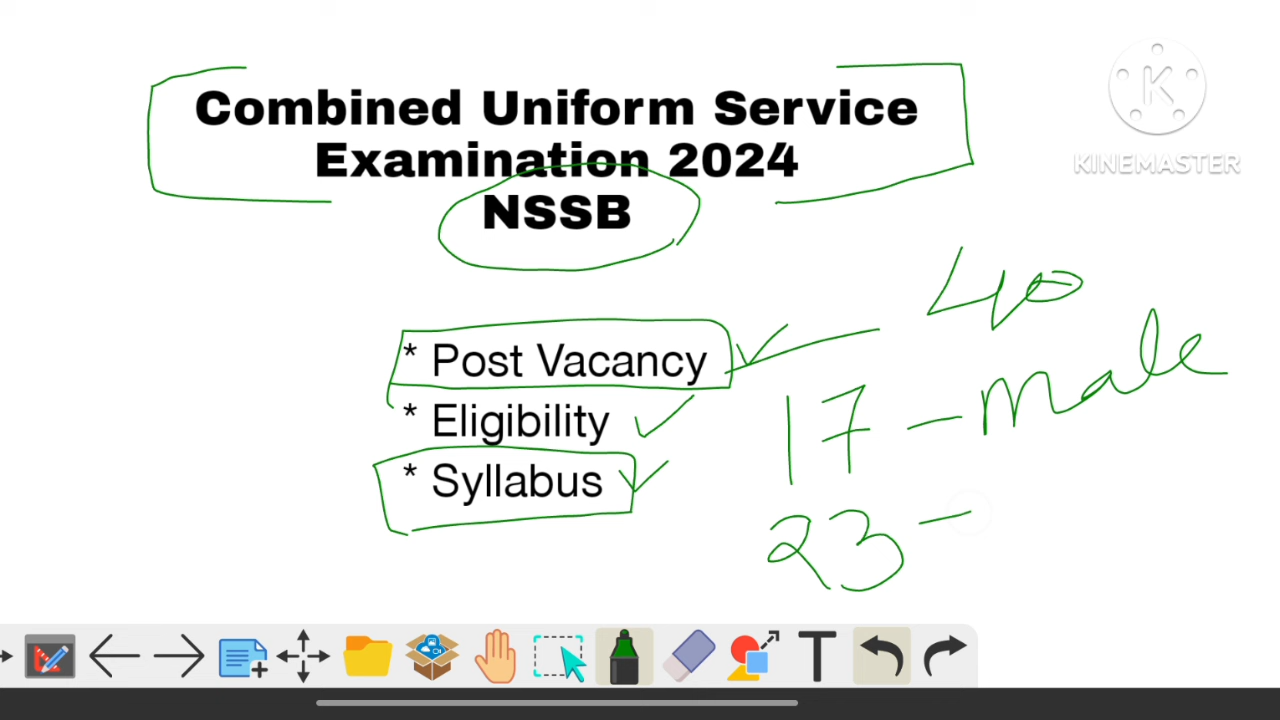 Combined Uniform Service
Examination 2024
NSSB
KINEMASTER
40
* Post Vacancy
17 - male
* Eligibility
* Syllabus
23 -